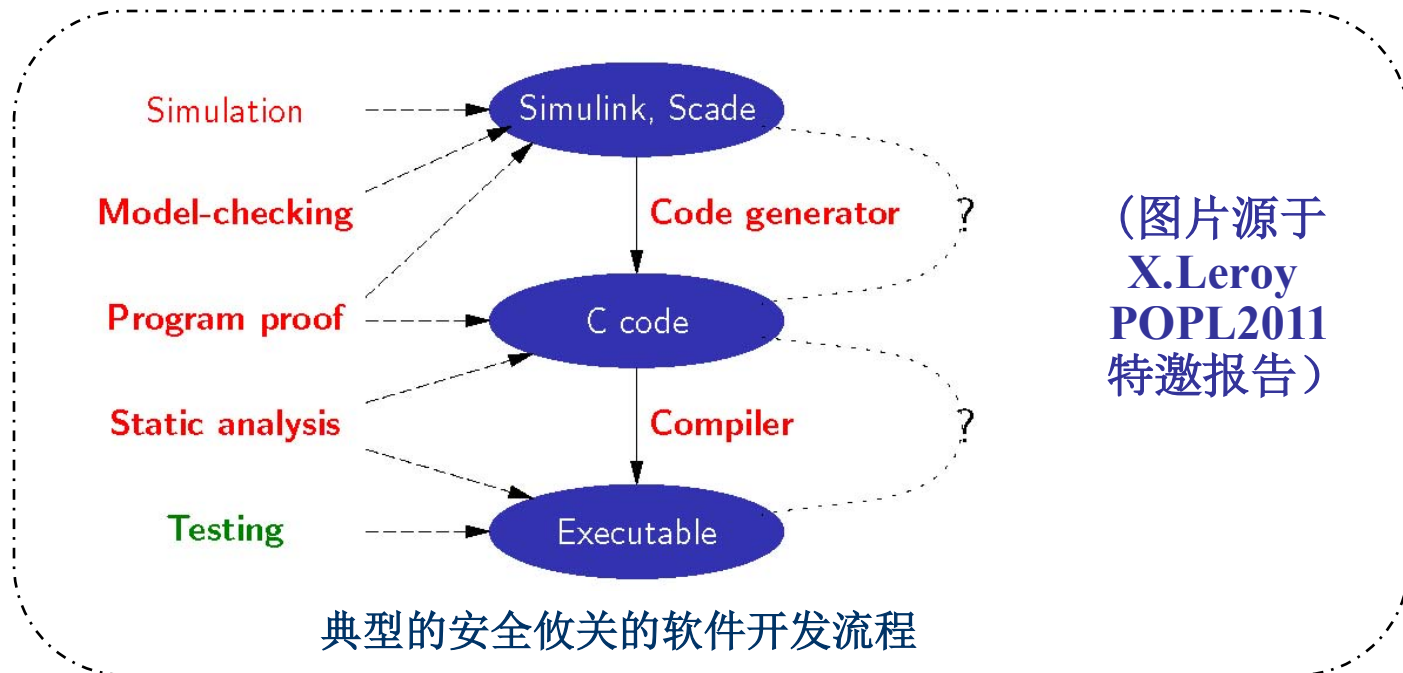 Simulation
Simulink, Scade
Model-checking
Code generator
?
(图片源于
X.Leroy
POPL2011
特邀报告）
Program proof
C code
Static analysis
Compiler
?
Testing
Executable
典型的安全攸关的软件开发流程